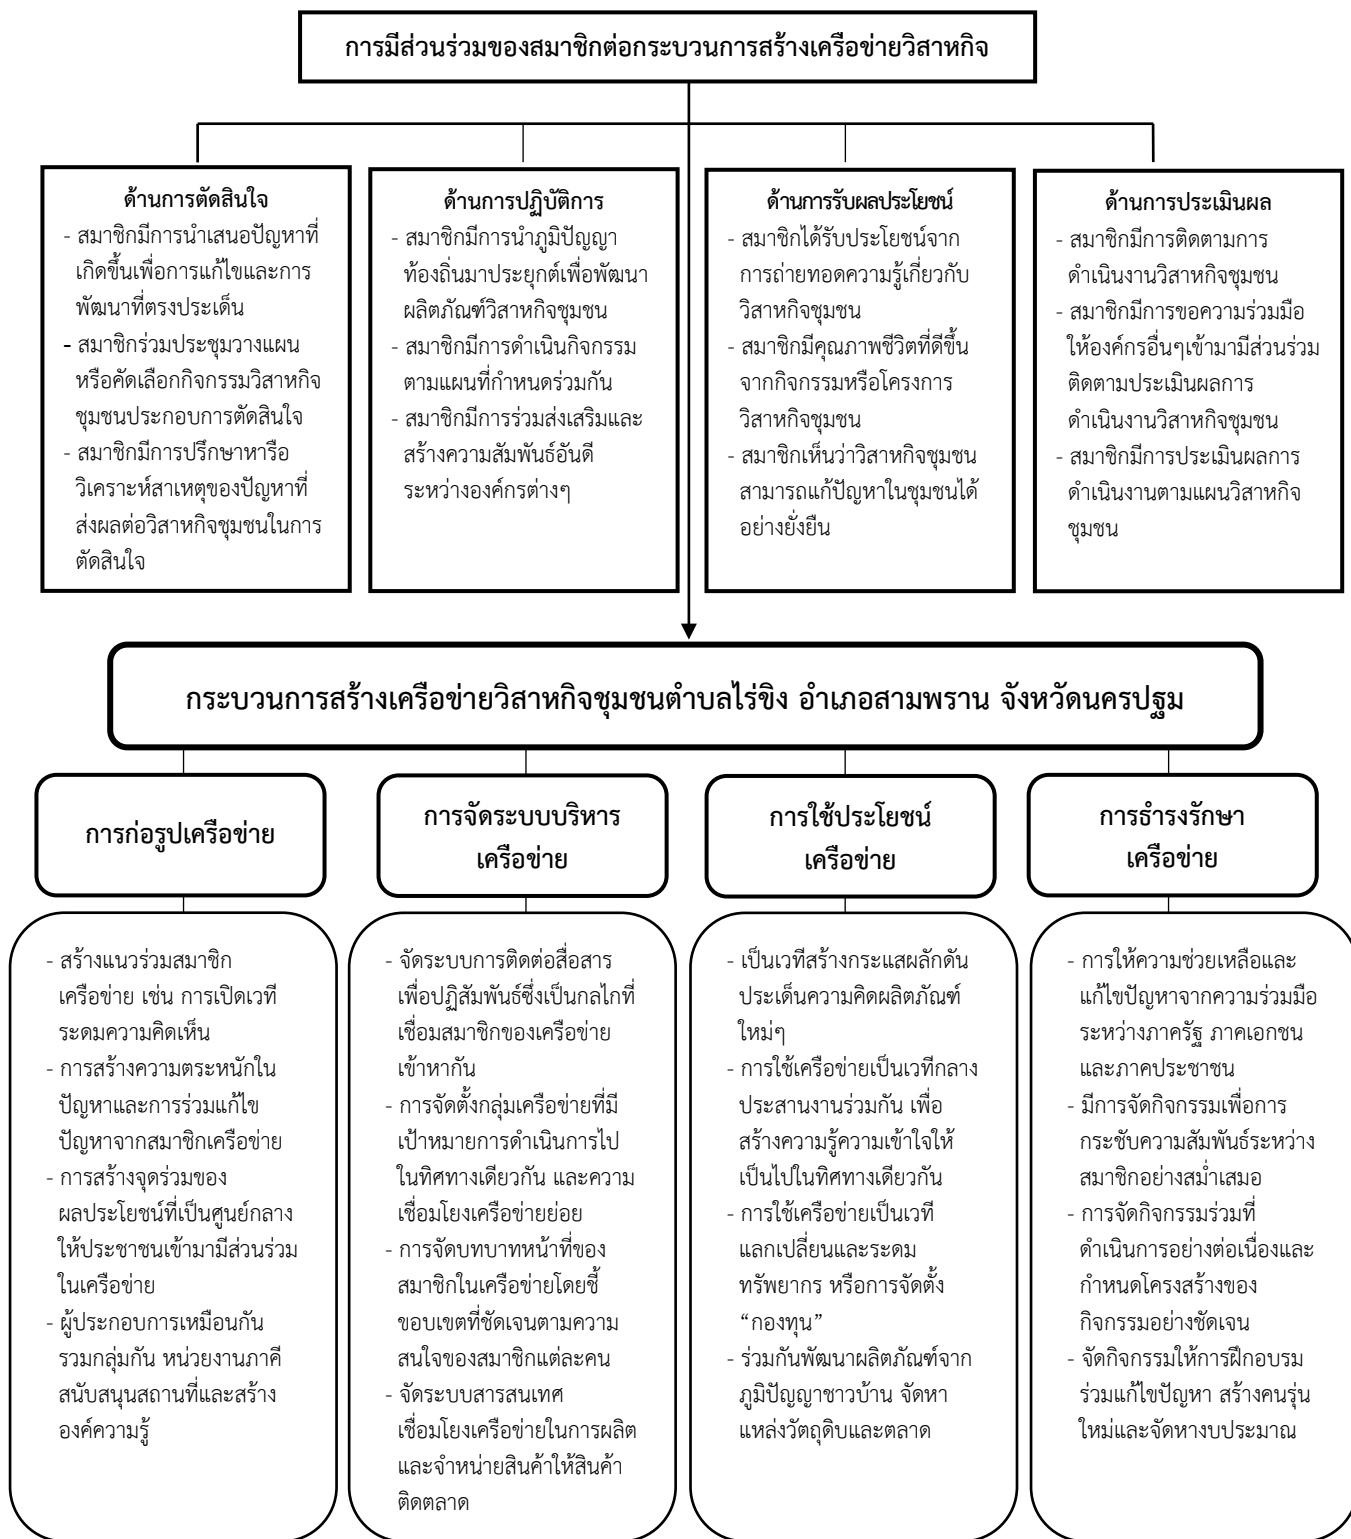 การมีส่วนร่วมของสมาชิกต่อกระบวนการสร้างเครือข่ายวิสาหกิจ
ด้านการตัดสินใจ
- สมาชิกมีการนำเสนอปัญหาที่
เกิดขึ้นเพื่อการแก้ไขและการ
พัฒนาที่ตรงประเด็น
- สมาชิกร่วมประชุมวางแผน
หรือคัดเลือกกิจกรรมวิสาหกิจ
ชุมชนประกอบการตัดสินใจ
- สมาชิกมีการปรึกษาหารือ
วิเคราะห์สาเหตุของปัญหาที่
ส่งผลต่อวิสาหกิจชุมชนในการ
ตัดสินใจ
ด้านการปฏิบัติการ
- สมาชิกมีการนำภูมิปัญญา
ท้องถิ่นมาประยุกต์เพื่อพัฒนา
ผลิตภัณฑ์วิสาหกิจชุมชน
- สมาชิกมีการดำเนินกิจกรรม
ตามแผนที่กำหนดร่วมกัน
- สมาชิกมีการร่วมส่งเสริมและ
สร้างความสัมพันธ์อันดี
ระหว่างองค์กรต่างๆ
ด้านการรับผลประโยชน์
- สมาชิกได้รับประโยชน์จาก
การถ่ายทอดความรู้เกี่ยวกับ
วิสาหกิจชุมชน
- สมาชิกมีคุณภาพชีวิตที่ดีขึ้น
จากกิจกรรมหรือโครงการ
วิสาหกิจชุมชน
- สมาชิกเห็นว่าวิสาหกิจชุมชน
สามารถแก้ปัญหาในชุมชนได้
อย่างยั่งยืน
ด้านการประเมินผล
- สมาชิกมีการติดตามการ
ดำเนินงานวิสาหกิจชุมชน
- สมาชิกมีการขอความร่วมมือ
ให้องค์กรอื่นๆเข้ามามีส่วนร่วม
ติดตามประเมินผลการ
ดำเนินงานวิสาหกิจชุมชน
- สมาชิกมีการประเมินผลการ
ดำเนินงานตามแผนวิสาหกิจ
ชุมชน
กระบวนการสร้างเครือข่ายวิสาหกิจชุมชนตำบลไร่ขิง อำเภอสามพราน จังหวัดนครปฐม
การก่อรูปเครือข่าย
การจัดระบบบริหาร
เครือข่าย
การใช้ประโยชน์
เครือข่าย
การธำรงรักษา
เครือข่าย
- สร้างแนวร่วมสมาชิก
เครือข่าย เช่น การเปิดเวที
ระดมความคิดเห็น
- การสร้างความตระหนักใน
ปัญหาและการร่วมแก้ไข
ปัญหาจากสมาชิกเครือข่าย
- การสร้างจุดร่วมของ
ผลประโยชน์ที่เป็นศูนย์กลาง
ให้ประชาชนเข้ามามีส่วนร่วม
ในเครือข่าย
- ผู้ประกอบการเหมือนกัน
รวมกลุ่มกัน หน่วยงานภาคี
สนับสนุนสถานที่และสร้าง
องค์ความรู้
- จัดระบบการติดต่อสื่อสาร
เพื่อปฏิสัมพันธ์ซึ่งเป็นกลไกที่
เชื่อมสมาชิกของเครือข่าย
เข้าหากัน
- การจัดตั้งกลุ่มเครือข่ายที่มี
เป้าหมายการดำเนินการไป
ในทิศทางเดียวกัน และความ
เชื่อมโยงเครือข่ายย่อย
- การจัดบทบาทหน้าที่ของ
สมาชิกในเครือข่ายโดยชี้
ขอบเขตที่ชัดเจนตามความ
สนใจของสมาชิกแต่ละคน
- จัดระบบสารสนเทศ
เชื่อมโยงเครือข่ายในการผลิต
และจำหน่ายสินค้าให้สินค้า
ติดตลาด
- เป็นเวทีสร้างกระแสผลักดัน
ประเด็นความคิดผลิตภัณฑ์
ใหม่ๆ
- การใช้เครือข่ายเป็นเวทีกลาง
ประสานงานร่วมกัน เพื่อ
สร้างความรู้ความเข้าใจให้
เป็นไปในทิศทางเดียวกัน
- การใช้เครือข่ายเป็นเวที
แลกเปลี่ยนและระดม
ทรัพยากร หรือการจัดตั้ง
“กองทุน”
- ร่วมกันพัฒนาผลิตภัณฑ์จาก
ภูมิปัญญาชาวบ้าน จัดหา
แหล่งวัตถุดิบและตลาด
- การให้ความช่วยเหลือและ
แก้ไขปัญหาจากความร่วมมือ
ระหว่างภาครัฐ ภาคเอกชน
และภาคประชาชน
- มีการจัดกิจกรรมเพื่อการ
กระชับความสัมพันธ์ระหว่าง
สมาชิกอย่างสม่ำเสมอ
- การจัดกิจกรรมร่วมที่
ดำเนินการอย่างต่อเนื่องและ
กำหนดโครงสร้างของ
กิจกรรมอย่างชัดเจน
- จัดกิจกรรมให้การฝึกอบรม
ร่วมแก้ไขปัญหา สร้างคนรุ่น
ใหม่และจัดหางบประมาณ